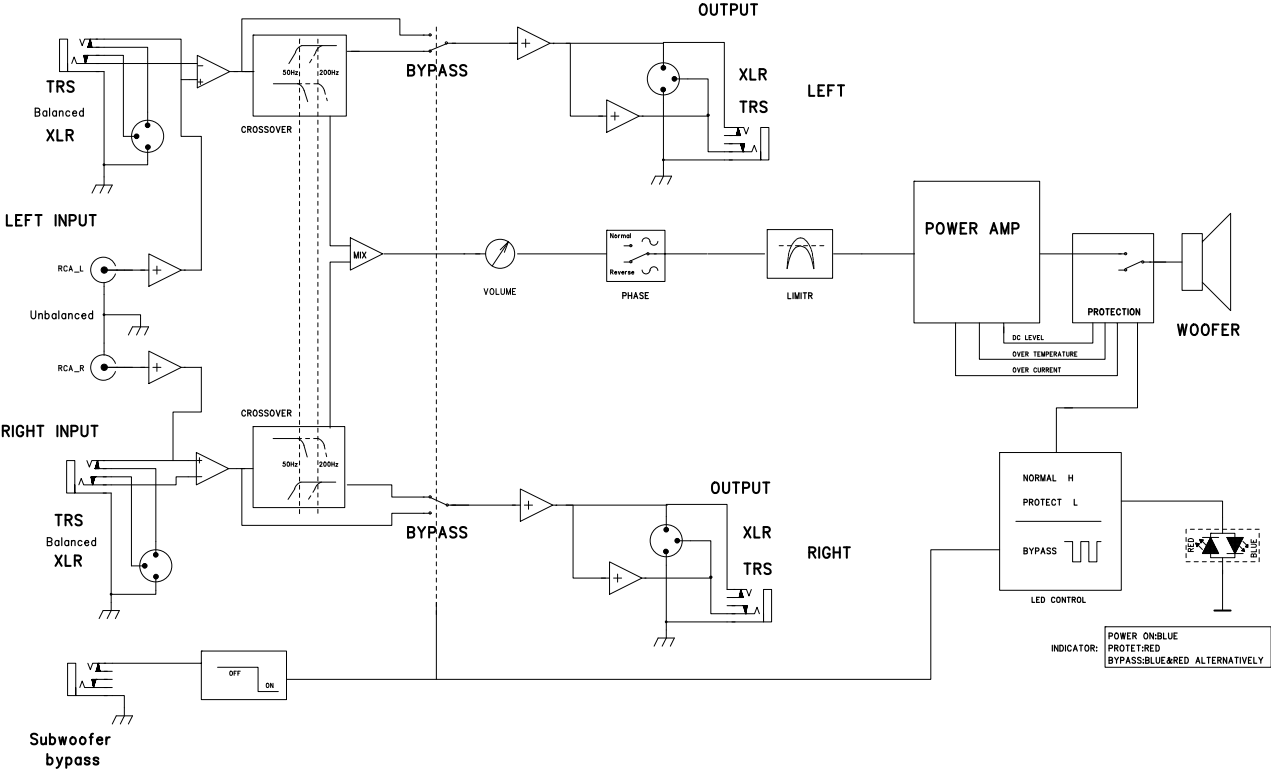 OUTPUT
50Hz
200Hz
BYPASS
XLR
TRS
LEFT
TRS
Balanced
XLR
CROSSOVER
LEFT INPUT
RCA_L
Unbalanced
RCA_R
MIX
VOLUME
Normal
Reverse
PHASE
LIMITR
POWER AMP
PROTECTION
WOOFER
DC LEVEL
OVER TEMPERATURE
OVER CURRENT
CROSSOVER
RIGHT INPUT
50Hz
200Hz
TRS
Balanced
XLR
BYPASS
OUTPUT
XLR
TRS
RIGHT
NORMAL H
PROTECT L
BYPASS
LED CONTROL
RED
BLUE
INDICATOR:
POWER ON:BLUE
PROTET:RED
BYPASS:BLUE&RED ALTERNATIVELY
OFF
ON
Subwoofer
bypass